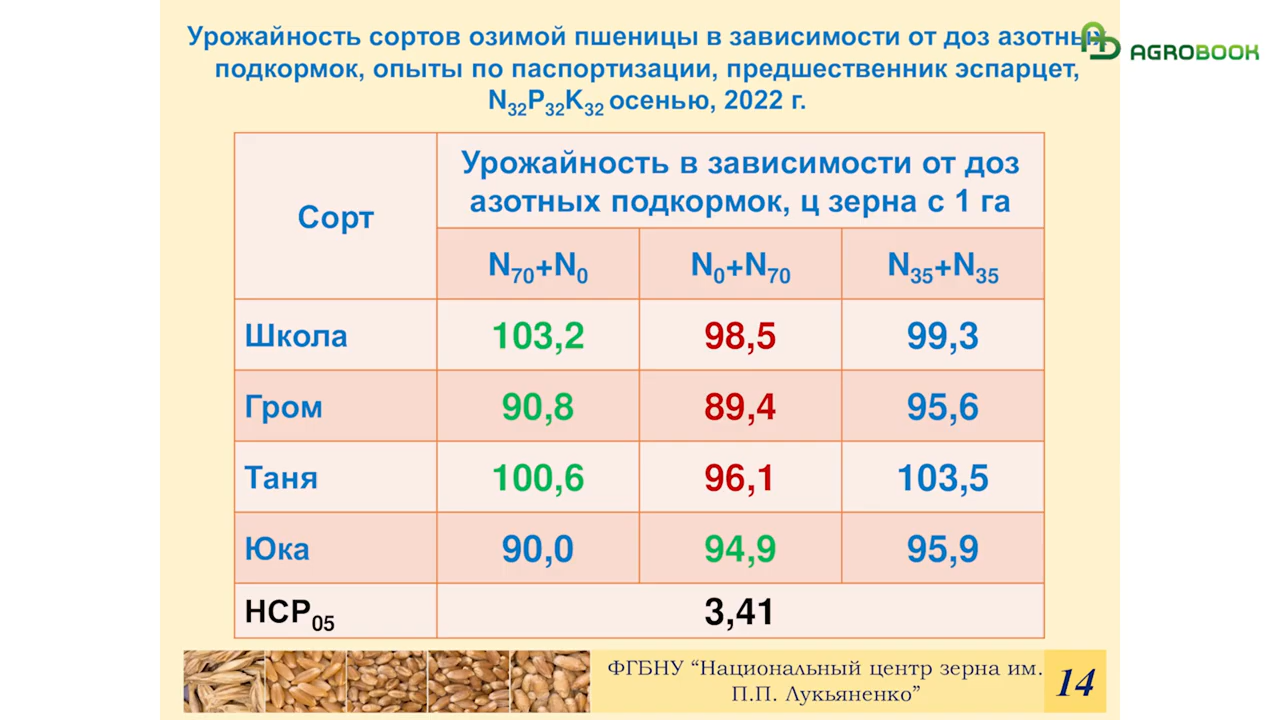 Урожайность сортов озимой пшеницы в зависимости от доз азотных
подкормок, опыты по паспортизации, предшественник эспарцет,
N32P32K32 осенью, 2022 г.
AGROBOOK
Сорт
Урожайность в зависимости от доз
азотных подкормок, ц зерна с 1 га
N70+N0 N0+N70 N35+N35
Школа 103,2 98,5 99,3
Гром 90,8 89,4 95,6
Таня 100,6 96,1 103,5
Юка 90,0 94,9 95,9
НСР05 3,41
ФГБНУ “Национальный центр зерна им.
П.П. Лукьяненко”
14